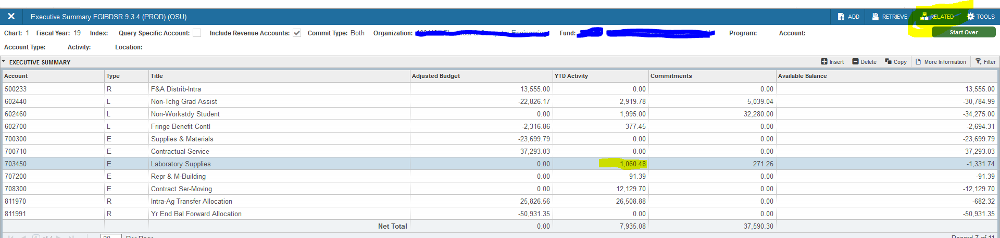 Executive Summary FGIBDSR 9.3.4 (PROD) (OSU) ADD RETRIEVE RELATED TOOLS
Chart: 1 Fiscal Year: 19 Index: Query Specific Account: Include Revenue Accounts: Commit Type: Both Organization: Fund: Program: Account: Start Over
Account Type: Activity: Location:
EXECUTIVE SUMMARY Insert Delete Copy More Information Filter
Account Type Title Adjusted Budget YTD Activity Commitments Available Balance
500233 R F&A Distrib-Intra 13,555.00 0.00 0.00 13,555.00
602440 L Non-Tchg Grad Assist -22,826.17 2,919.78 5,039.04 -30,784.99
602460 L Non-Workstdy Student 0.00 1,995.00 32,280.00 -34,275.00
602700 L Fringe Benefit Contl -2,316.86 377.45 0.00 -2,694.31
700300 E Supplies & Materials -23,699.79 0.00 0.00 -23,699.79
700710 E Contractual Service 37,293.03 0.00 0.00 37,293.03
703450 E Laboratory Supplies 0.00 1,060.48 271.26 -1,331.74
707200 E Repr & M-Building 0.00 91.39 0.00 -91.39
708300 E Contract Ser-Moving 0.00 12,129.70 0.00 -12,129.70
811970 R Intra-Ag Transfer Allocation 25,826.56 26,508.88 0.00 -682.32
811991 R Yr End Bal Forward Allocation -50,931.35 0.00 0.00 -50,931.35
Net Total 0.00 7,935.08 37,590.30
1 of 1 20 Per Page Record 7 of 11